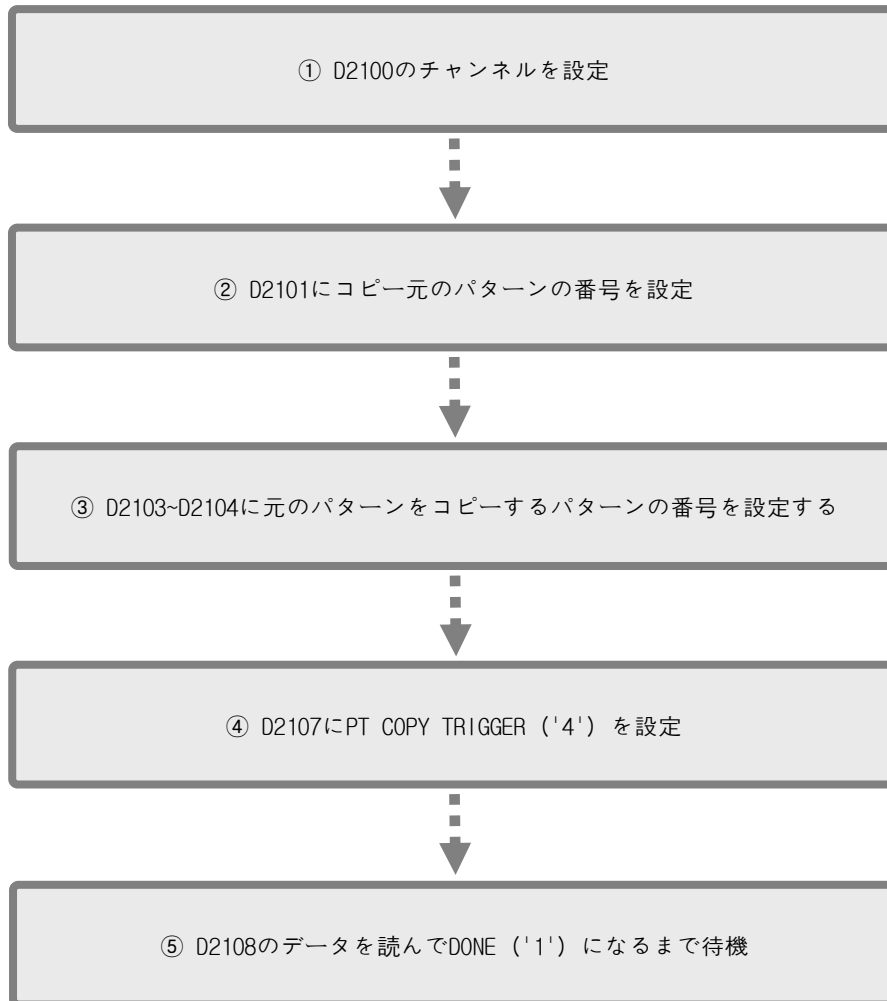 ① D2100のチャンネルを設定
② D2101にコピー元のパターンの番号を設定
③ D2103~D2104に元のパターンをコピーするパターンの番号を設定する
④ D2107にPT COPY TRIGGER ('4') を設定
⑤ D2108のデータを読んでDONE ('1') になるまで待機